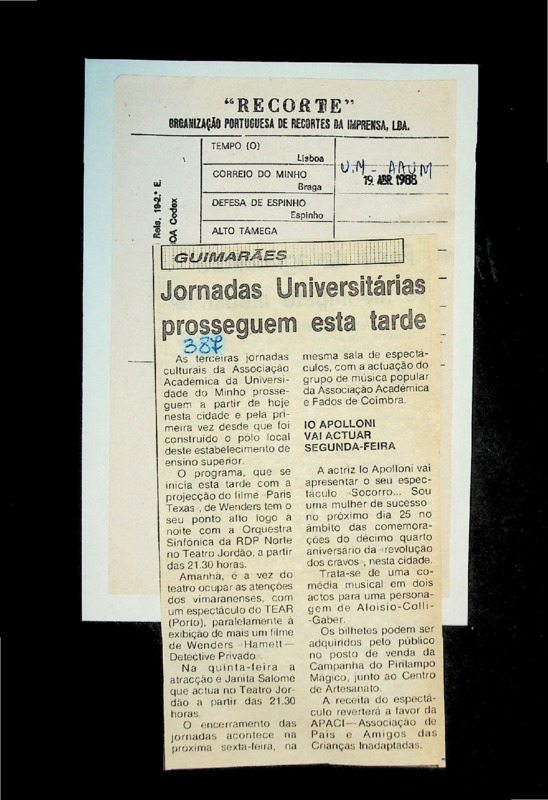 "RECORTE"
ORGANIZAÇÃO PORTUGUESA DE RECORTES DA IMPRENSA, LDA.
TEMPO (O)
Lisboa
CORREIO DO MINHO
Braga
DEFESA DE ESPINHO
Espinho
ALTO TÂMEGA
U.M - AAUM
19. ABR. 1988
19-2.° E.
Codex
GUIMARÃES
Jornadas Universitárias
prosseguem esta tarde
387
As terceiras jornadas
culturais da Associação
Académica da Universi-
dade do Minho prosse-
guem a partir de hoje
nesta cidade e pela pri-
meira vez desde que foi
construído o pólo local
deste estabelecimento de
ensino superior.
O programa, que se
inicia esta tarde com a
projecção do filme «Paris
Texas», de Wenders tem o
seu ponto alto logo à
noite com a Orquestra
Sinfónica da RDP Norte
no Teatro Jordão, a partir
das 21.30 horas.
Amanhã, é a vez do
teatro ocupar as atenções
dos vimaranenses, com
um espectáculo do TEAR
(Porto), paralelamente à
exibição de mais um filme
de Wenders «Hamett —
Detective Privado».
Na quinta-feira a
atracção é Janita Salomé
que actua no Teatro Jor-
dão a partir das 21.30
horas.
O encerramento das
jornadas acontece na
próxima sexta-feira, na
mesma sala de espectá-
culos, com a actuação do
grupo de música popular
da Associação Académica
e Fados de Coimbra.
IO APOLLONI
VAI ACTUAR
SEGUNDA-FEIRA
A actriz Io Apolloni vai
apresentar o seu espec-
táculo «Socorro... Sou
uma mulher de sucesso»
no próximo dia 25 no
âmbito das comemora-
ções do décimo quarto
aniversário da «revolução
dos cravos», nesta cidade.
Trata-se de uma co-
média musical em dois
actos para uma persona-
gem de Aloisio-Colli-
-Gaber.
Os bilhetes podem ser
adquiridos pelo público
no posto de venda da
Campanha do Pirilampo
Mágico, junto ao Centro
de Artesanato.
A receita do espectá-
culo reverterá a favor da
APACI — Associação de
Pais e Amigos das
Crianças Inadaptadas.